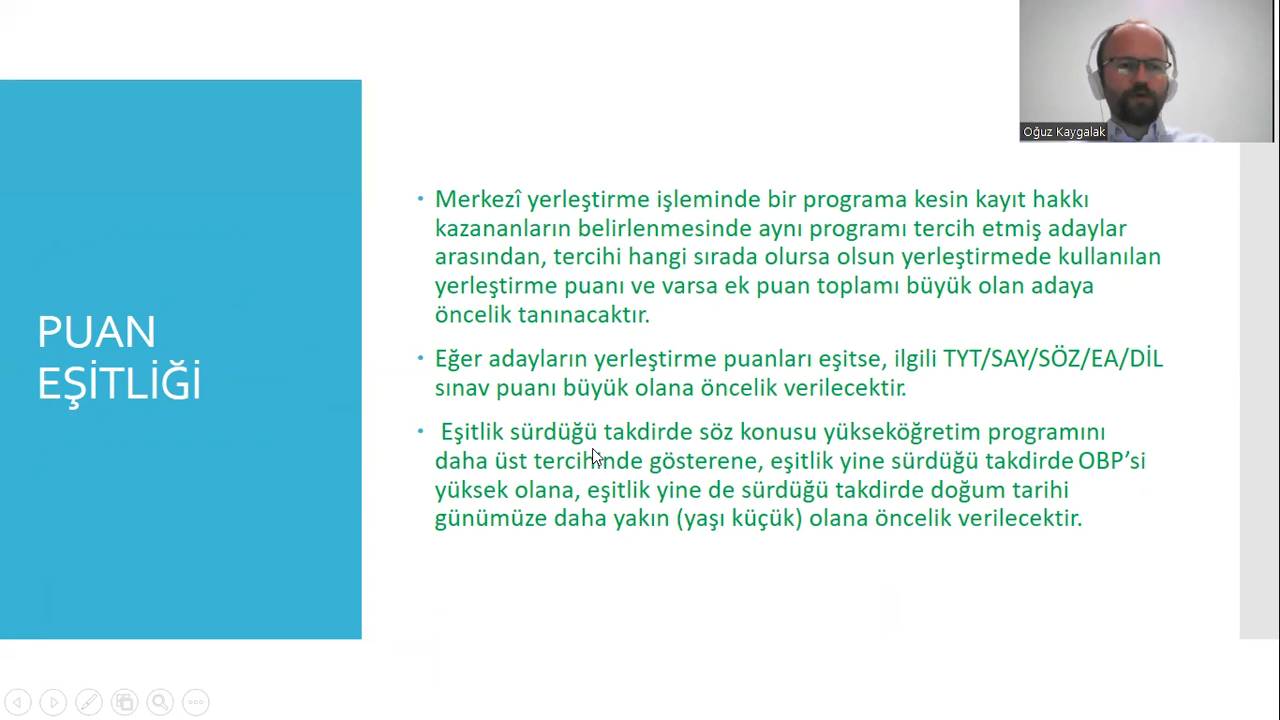 Oğuz Kaygalak
PUAN
EŞİTLİĞİ
• Merkezî yerleştirme işleminde bir programa kesin kayıt hakkı
kazananların belirlenmesinde aynı programı tercih etmiş adaylar
arasından, tercihi hangi sırada olursa olsun yerleştirmede kullanılan
yerleştirme puanı ve varsa ek puan toplamı büyük olan adaya
öncelik tanınacaktır.
• Eğer adayların yerleştirme puanları eşitse, ilgili TYT/SAY/SÖZ/EA/DİL
sınav puanı büyük olana öncelik verilecektir.
• Eşitlik sürdüğü takdirde söz konusu yükseköğretim programını
daha üst tercihinde gösterene, eşitlik yine sürdüğü takdirde OBP’si
yüksek olana, eşitlik yine de sürdüğü takdirde doğum tarihi
günümüze daha yakın (yaşı küçük) olana öncelik verilecektir.